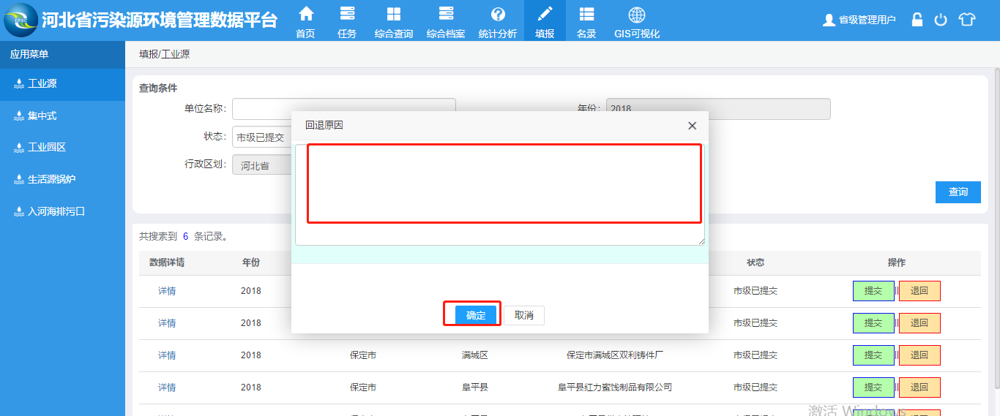 河北省污染源环境管理数据平台
首页 任务 综合查询 综合档案 统计分析 填报 名录 GIS可视化
省级管理用户
应用菜单
工业源
集中式
工业园区
生活源锅炉
入河海排污口
填报/工业源
查询条件
单位名称： 年份： 2018
状态： 市级已提交
行政区划： 河北省
查询
回退原因
确定 取消
共搜索到 6 条记录。
数据详情 年份 状态 操作
详情 2018 市级已提交 提交 || 退回
详情 2018 市级已提交 提交 || 退回
详情 2018 保定市 满城区 保定市满城区双利铸件厂 市级已提交 提交 || 退回
详情 2018 保定市 阜平县 阜平县红力蜜饯制品有限公司 市级已提交 提交 || 退回
激活 Windows